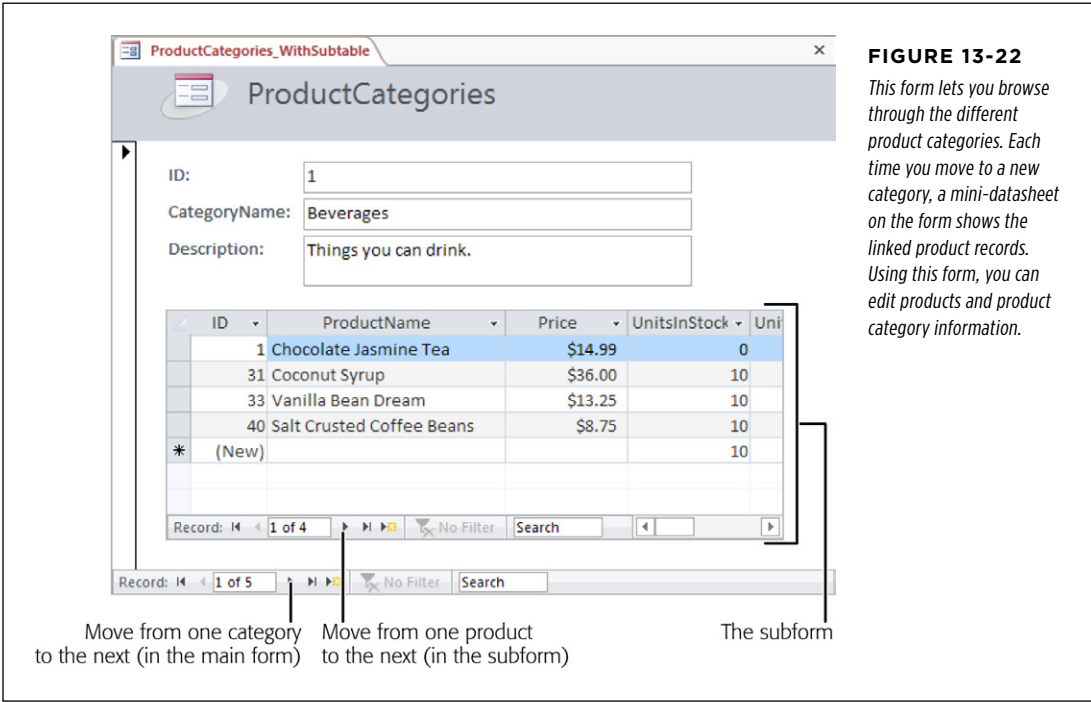 ProductCategories_WithSubtable
ProductCategories
ID:
1
CategoryName:
Beverages
Description:
Things you can drink.
ID ProductName Price UnitsInStock Uni
1 Chocolate Jasmine Tea $14.99 0
31 Coconut Syrup $36.00 10
33 Vanilla Bean Dream $13.25 10
40 Salt Crusted Coffee Beans $8.75 10
* (New) 10
Record: 1 of 4 No Filter Search
Record: 1 of 5 No Filter Search
Move from one category
to the next (in the main form)
Move from one product
to the next (in the subform)
The subform
FIGURE 13-22
This form lets you browse
through the different
product categories. Each
time you move to a new
category, a mini-datasheet
on the form shows the
linked product records.
Using this form, you can
edit products and product
category information.